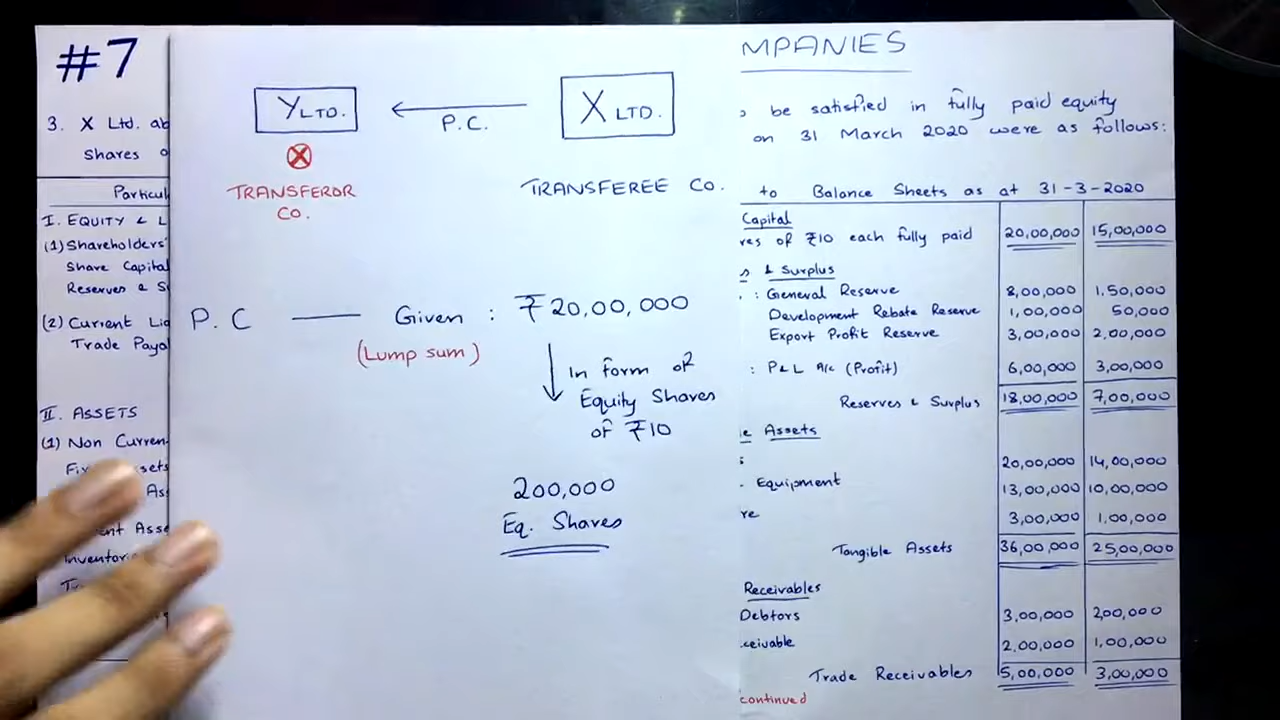 #7
3. X Ltd. ab
Shares o
Particul
I. EQUITY & L
(1) Shareholders'
Share Capital
Reserves & S
(2) Current Lia
Trade Paya
II. ASSETS
(1) Non Curren
Inventori
Y LTD.
P.C.
X LTD.
TRANSFEROR
CO.
TRANSFEREE CO.
P.C — Given : ₹20,00,000
(Lump sum)
In form of
Equity Shares
of ₹10
200,000
Eq. Shares
MPANIES
be satisfied in fully paid equity
on 31 March 2020 were as follows:
to Balance Sheets as at 31-3-2020
Capital
res of ₹10 each fully paid 20,00,000 15,00,000
& Surplus
: General Reserve 8,00,000 1,50,000
Development Rebate Reserve 1,00,000 50,000
Export Profit Reserve 3,00,000 2,00,000
: P&L A/c (Profit) 6,00,000 3,00,000
Reserves & Surplus 18,00,000 7,00,000
e Assets
: 20,00,000 14,00,000
Equipment 13,00,000 10,00,000
re 3,00,000 1,00,000
Tangible Assets 36,00,000 25,00,000
Receivables
Debtors 3,00,000 200,000
ceivable 2,00,000 1,00,000
Trade Receivables 5,00,000 3,00,000
continued